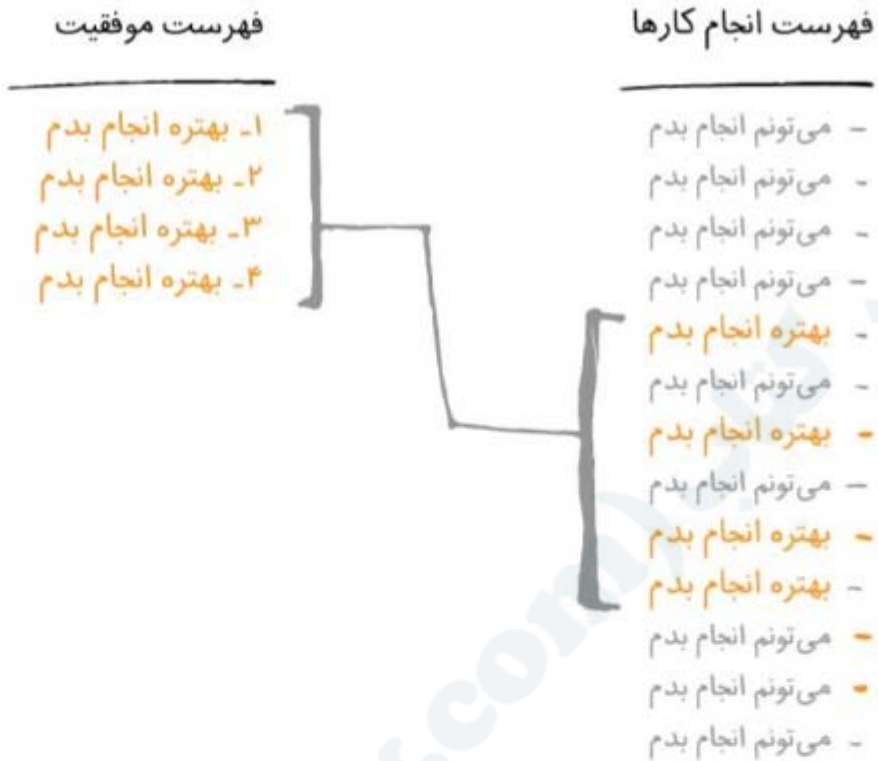 فهرست انجام کارها
- می‌تونم انجام بدم
- می‌تونم انجام بدم
- می‌تونم انجام بدم
- می‌تونم انجام بدم
- بهتره انجام بدم
- می‌تونم انجام بدم
- بهتره انجام بدم
- می‌تونم انجام بدم
- بهتره انجام بدم
- بهتره انجام بدم
- می‌تونم انجام بدم
- می‌تونم انجام بدم
- می‌تونم انجام بدم
فهرست موفقیت
۱ـ بهتره انجام بدم
۲ـ بهتره انجام بدم
۳ـ بهتره انجام بدم
۴ـ بهتره انجام بدم